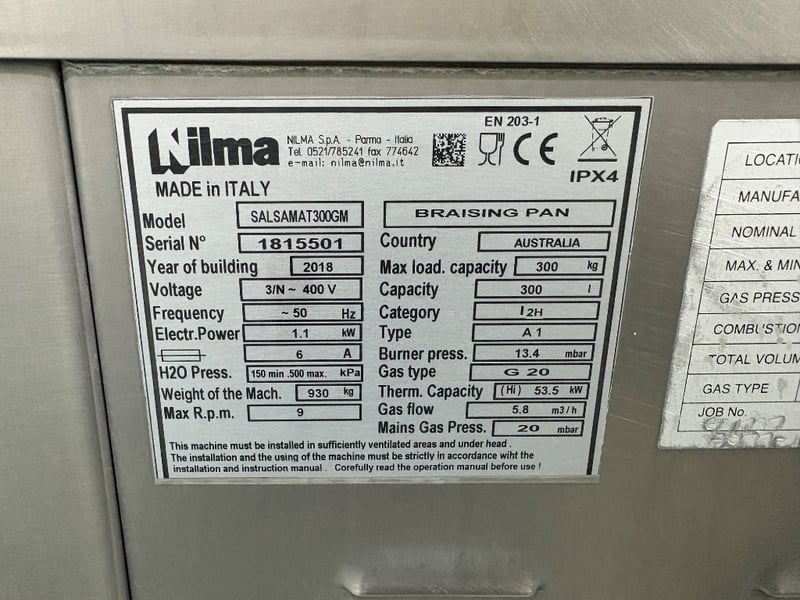 Nilma
NILMA S.p.A. - Parma - Italia
Tel. 0521/785241 fax 774642
e-mail: nilma@nilma.it
EN 203-1
CE
IPX4
MADE in ITALY
Model SALSAMAT300GM
BRAISING PAN
Serial N° 1815501
Country AUSTRALIA
Year of building 2018
Max load. capacity 300 kg
Voltage 3/N ~ 400 V
Capacity 300 l
Frequency ~ 50 Hz
Category I 2H
Electr.Power 1.1 kW
Type A 1
6 A
Burner press. 13.4 mbar
H2O Press. 150 min .500 max. kPa
Gas type G 20
Weight of the Mach. 930 kg
Therm. Capacity (Hi) 53.5 kW
Max R.p.m. 9
Gas flow 5.8 m3/h
Mains Gas Press. 20 mbar
This machine must be installed in sufficiently ventilated areas and under head .
The installation and the using of the machine must be strictly in accordance wiht the
installation and instruction manual . Corefully read the operation manual before use !
NOMINAL
MAX. & MIN
GAS PRESS
GAS TYPE
JOB No.